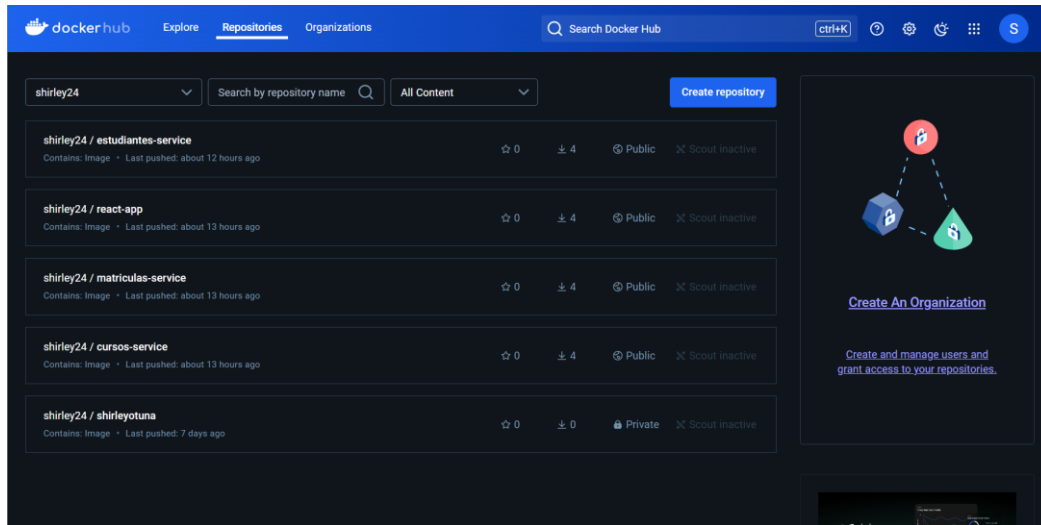 dockerhub Explore Repositories Organizations Search Docker Hub ctrl+K S
shirley24 Search by repository name All Content Create repository
shirley24 / estudiantes-service
Contains: Image • Last pushed: about 12 hours ago
0 4 Public Scout inactive
shirley24 / react-app
Contains: Image • Last pushed: about 13 hours ago
0 4 Public Scout inactive
shirley24 / matriculas-service
Contains: Image • Last pushed: about 13 hours ago
0 4 Public Scout inactive
shirley24 / cursos-service
Contains: Image • Last pushed: about 13 hours ago
0 4 Public Scout inactive
shirley24 / shirleyotuna
Contains: Image • Last pushed: 7 days ago
0 0 Private Scout inactive
Create An Organization
Create and manage users and
grant access to your repositories.